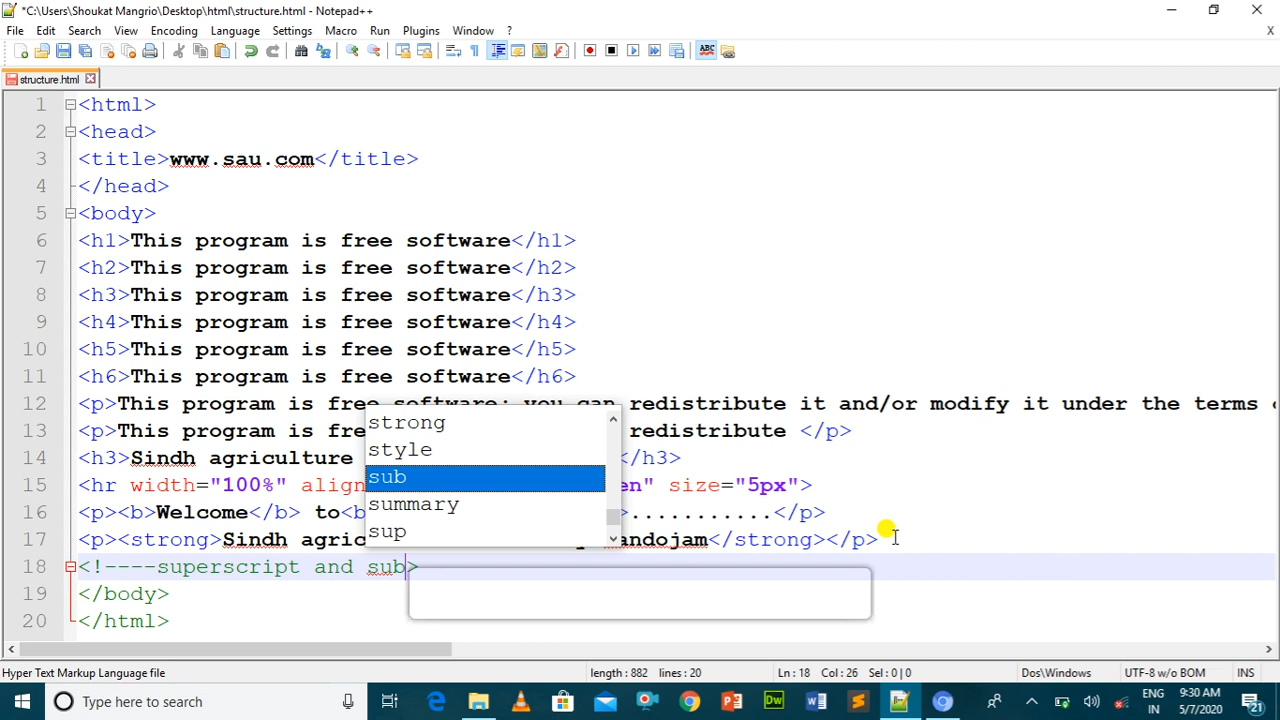 *C:\Users\Shoukat Mangrio\Desktop\html\structure.html - Notepad++
File Edit Search View Encoding Language Settings Macro Run Plugins Window ? X
structure.html
1 <html>
2 <head>
3 <title>www.sau.com</title>
4 </head>
5 <body>
6 <h1>This program is free software</h1>
7 <h2>This program is free software</h2>
8 <h3>This program is free software</h3>
9 <h4>This program is free software</h4>
10 <h5>This program is free software</h5>
11 <h6>This program is free software</h6>
12 <p>This program is free software; you can redistribute it and/or modify it under the terms
13 <p>This program is fre redistribute </p>
strong
style
sub
summary
sup
14 <h3>Sindh agriculture </h3>
15 <hr width="100%" align en" size="5px">
16 <p><b>Welcome</b> to<b >...........</p>
17 <p><strong>Sindh agric andojam</strong></p>
18 <!----superscript and sub>
19 </body>
20 </html>
Hyper Text Markup Language file length : 882 lines : 20 Ln : 18 Col : 26 Sel : 0 | 0 Dos\Windows UTF-8 w/o BOM INS
Type here to search
ENG
IN
9:30 AM
5/7/2020
21